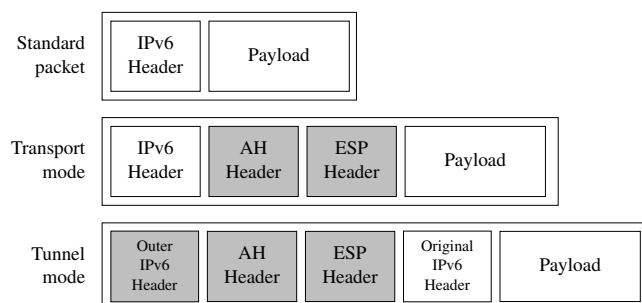 Standard
packet
IPv6
Header
Payload
Transport
mode
IPv6
Header
AH
Header
ESP
Header
Payload
Tunnel
mode
Outer
IPv6
Header
AH
Header
ESP
Header
Original
IPv6
Header
Payload